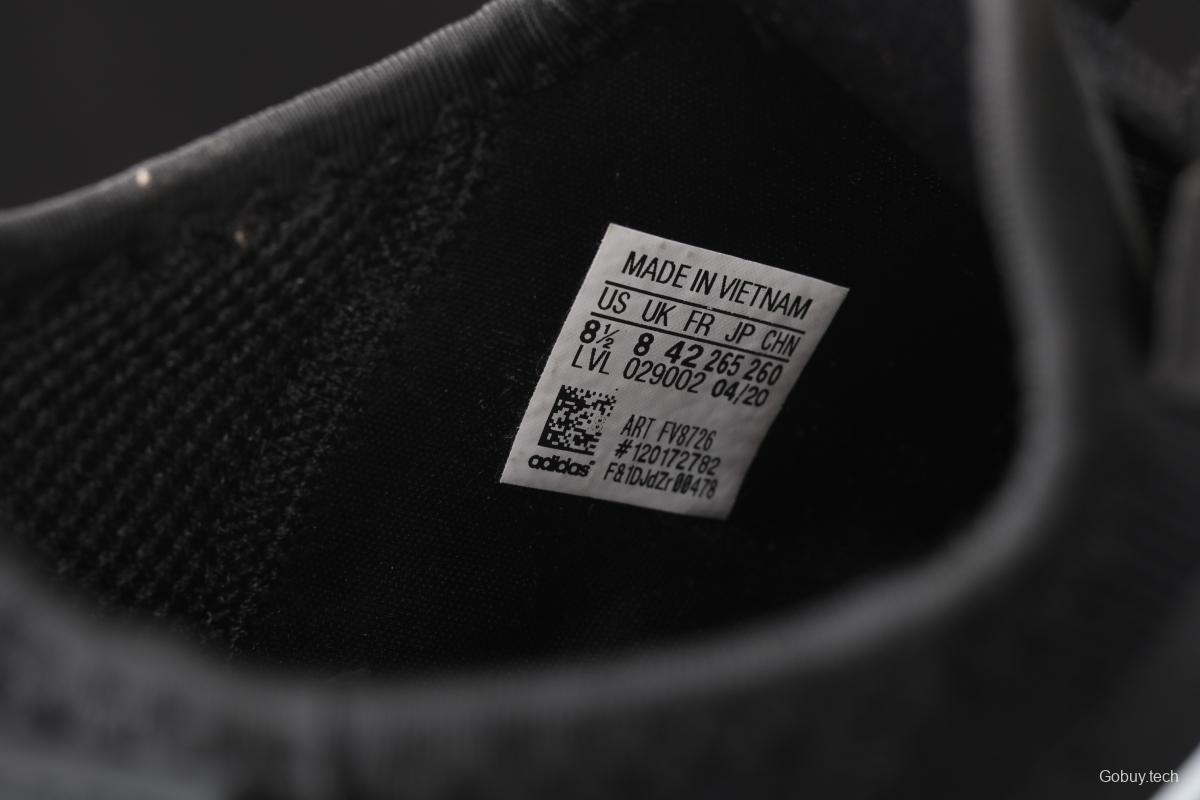 MADE IN VIETNAM
US UK FR JP CHN
8½ 8 42 265 260
LVL 029002 04/20
ART FV8726
#120172782
F&1DJdZr00478
adidas
Gobuy.tech